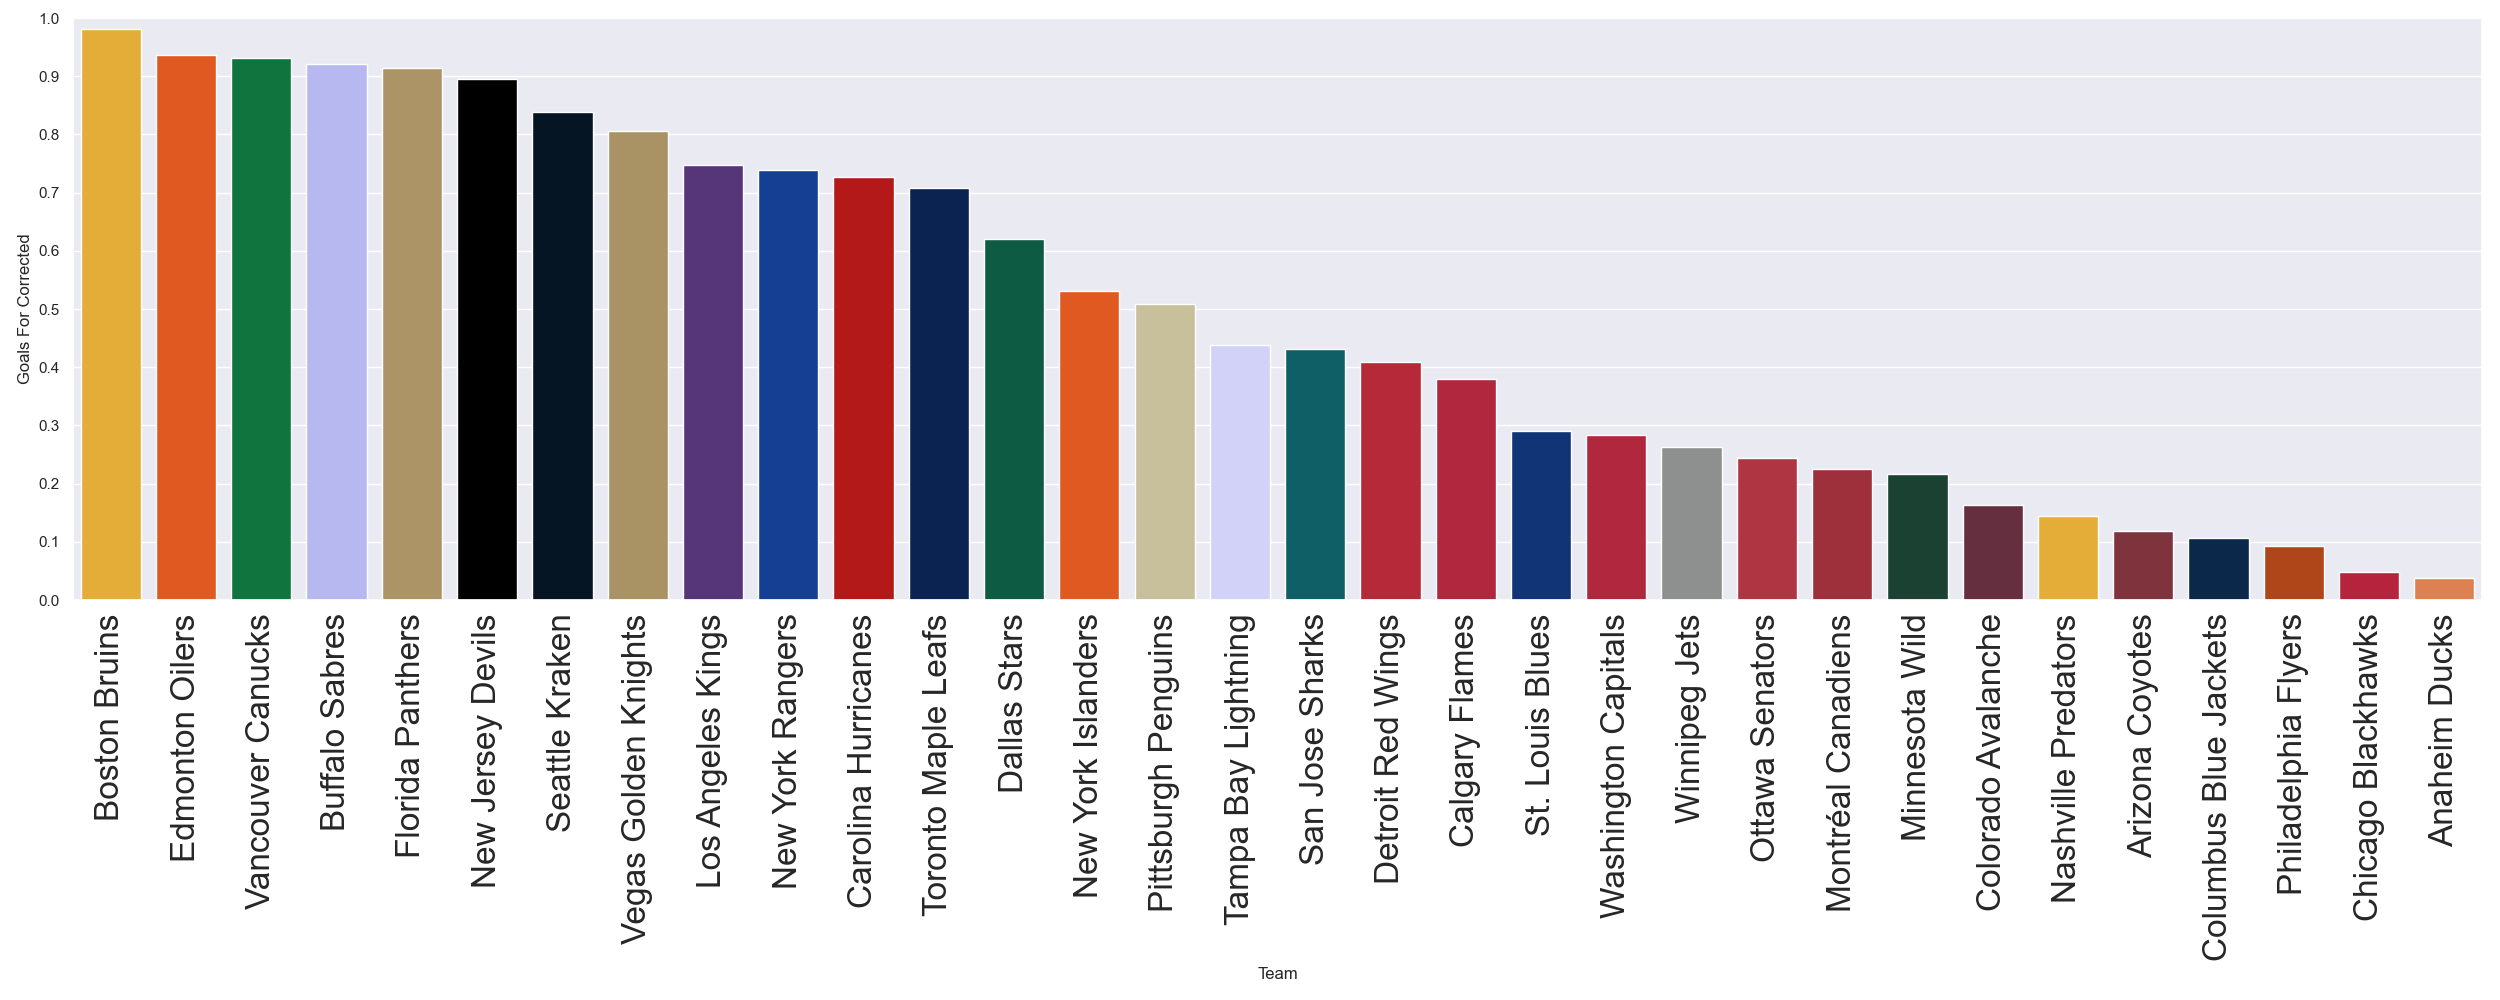 1.0
0.9
0.8
0.7
0.6
0.5
0.4
0.3
0.2
0.1
0.0
Goals For Corrected
Boston Bruins
Edmonton Oilers
Vancouver Canucks
Buffalo Sabres
Florida Panthers
New Jersey Devils
Seattle Kraken
Vegas Golden Knights
Los Angeles Kings
New York Rangers
Carolina Hurricanes
Toronto Maple Leafs
Dallas Stars
New York Islanders
Pittsburgh Penguins
Tampa Bay Lightning
San Jose Sharks
Detroit Red Wings
Calgary Flames
St. Louis Blues
Washington Capitals
Winnipeg Jets
Ottawa Senators
Montréal Canadiens
Minnesota Wild
Colorado Avalanche
Nashville Predators
Arizona Coyotes
Columbus Blue Jackets
Philadelphia Flyers
Chicago Blackhawks
Anaheim Ducks
Team